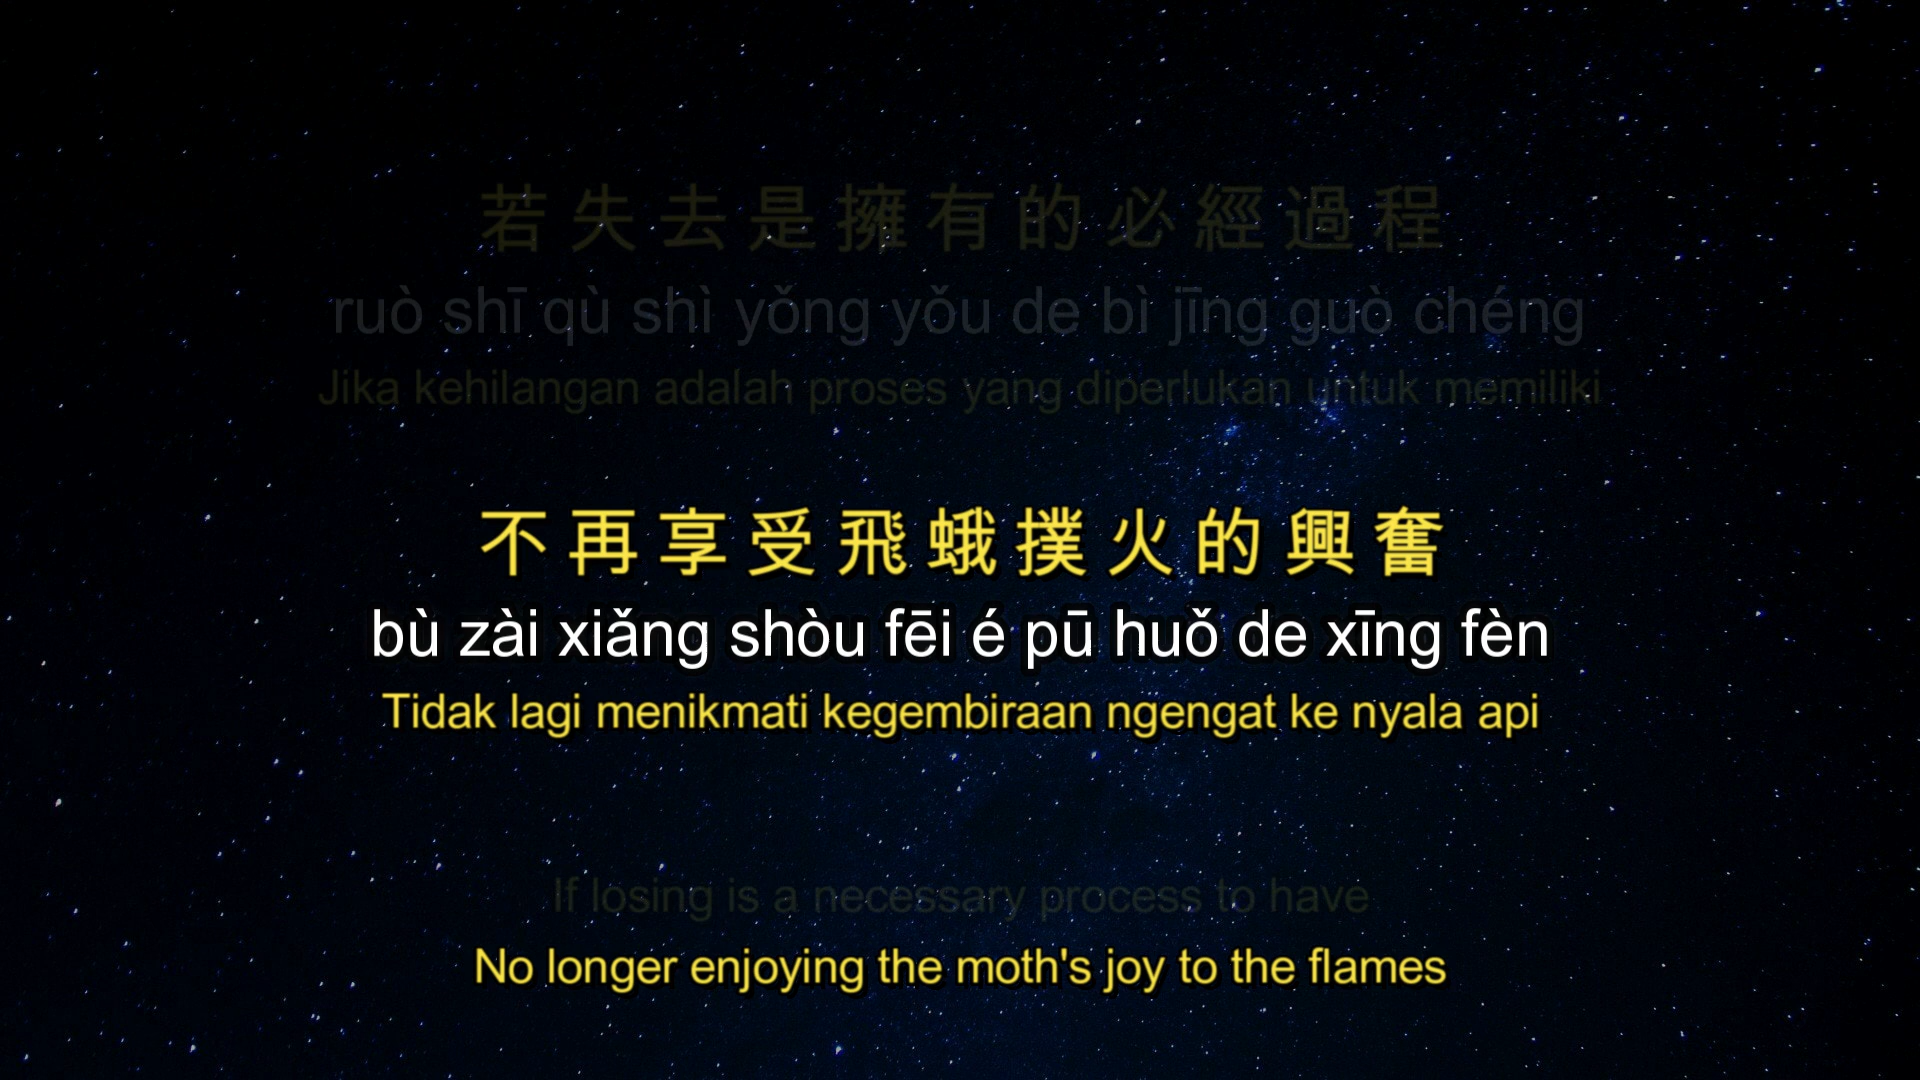 若失去是擁有的必經過程
ruò shī qù shì yǒng yǒu de bì jīng guò chéng
Jika kehilangan adalah proses yang diperlukan untuk memiliki
不再享受飛蛾撲火的興奮
bù zài xiǎng shòu fēi é pū huǒ de xīng fèn
Tidak lagi menikmati kegembiraan ngengat ke nyala api
If losing is a necessary process to have
No longer enjoying the moth's joy to the flames